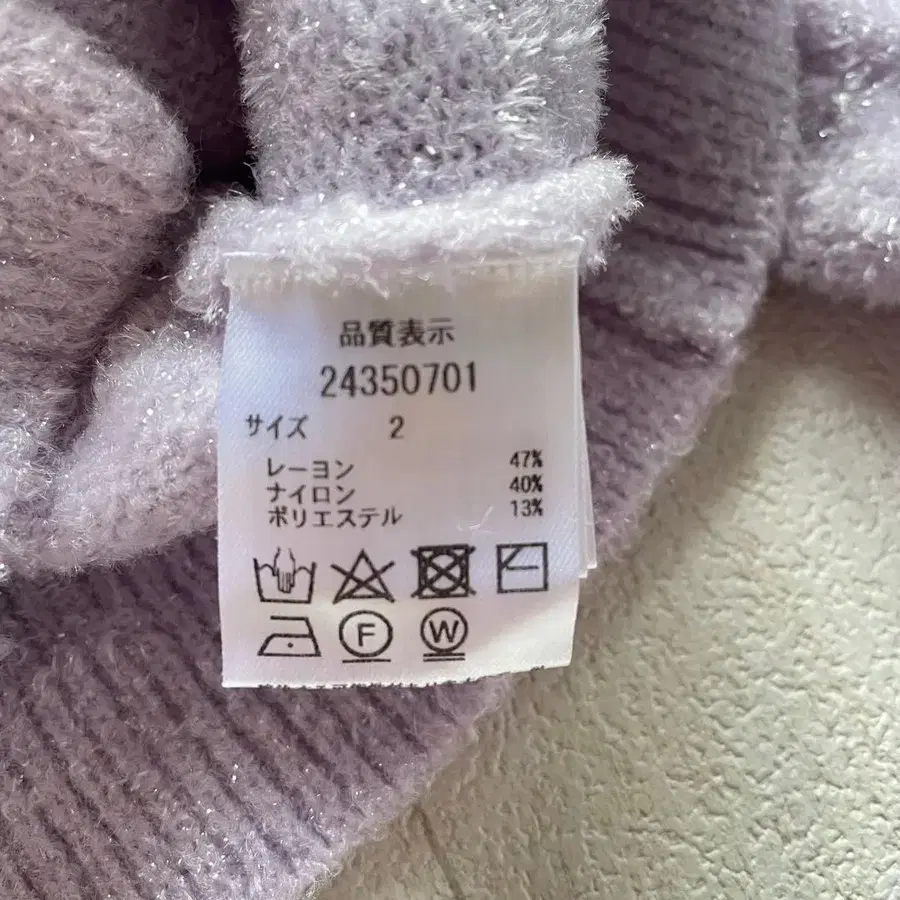 品質表示
24350701
サイズ 2
レーヨン 47%
ナイロン 40%
ポリエステル 13%
F W